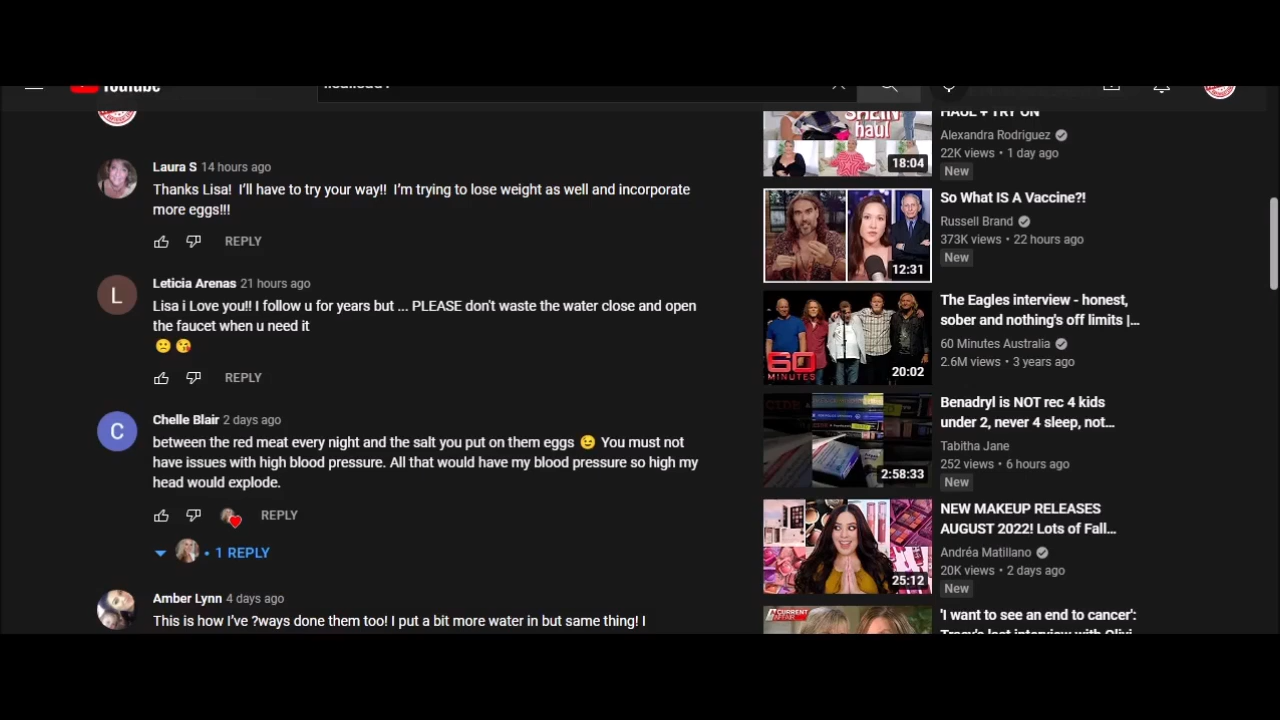 YouTube
Laura S 14 hours ago
Thanks Lisa! I'll have to try your way!! I'm trying to lose weight as well and incorporate
more eggs!!!
REPLY
L
Leticia Arenas 21 hours ago
Lisa i Love you!! I follow u for years but ... PLEASE don't waste the water close and open
the faucet when u need it
🙁 😘
REPLY
C
Chelle Blair 2 days ago
between the red meat every night and the salt you put on them eggs 😉 You must not
have issues with high blood pressure. All that would have my blood pressure so high my
head would explode.
REPLY
• 1 REPLY
Amber Lynn 4 days ago
This is how I've ?ways done them too! I put a bit more water in but same thing! I
SHEIN
haul
18:04
HAUL + TRY ON
Alexandra Rodriguez
22K views • 1 day ago
New
12:31
So What IS A Vaccine?!
Russell Brand
373K views • 22 hours ago
New
60
MINUTES
20:02
The Eagles interview - honest,
sober and nothing's off limits |...
60 Minutes Australia
2.6M views • 3 years ago
2:58:33
Benadryl is NOT rec 4 kids
under 2, never 4 sleep, not...
Tabitha Jane
252 views • 6 hours ago
New
25:12
NEW MAKEUP RELEASES
AUGUST 2022! Lots of Fall...
Andréa Matillano
20K views • 2 days ago
New
A CURRENT
AFFAIR
'I want to see an end to cancer':
Tracy's last interview with Olivi